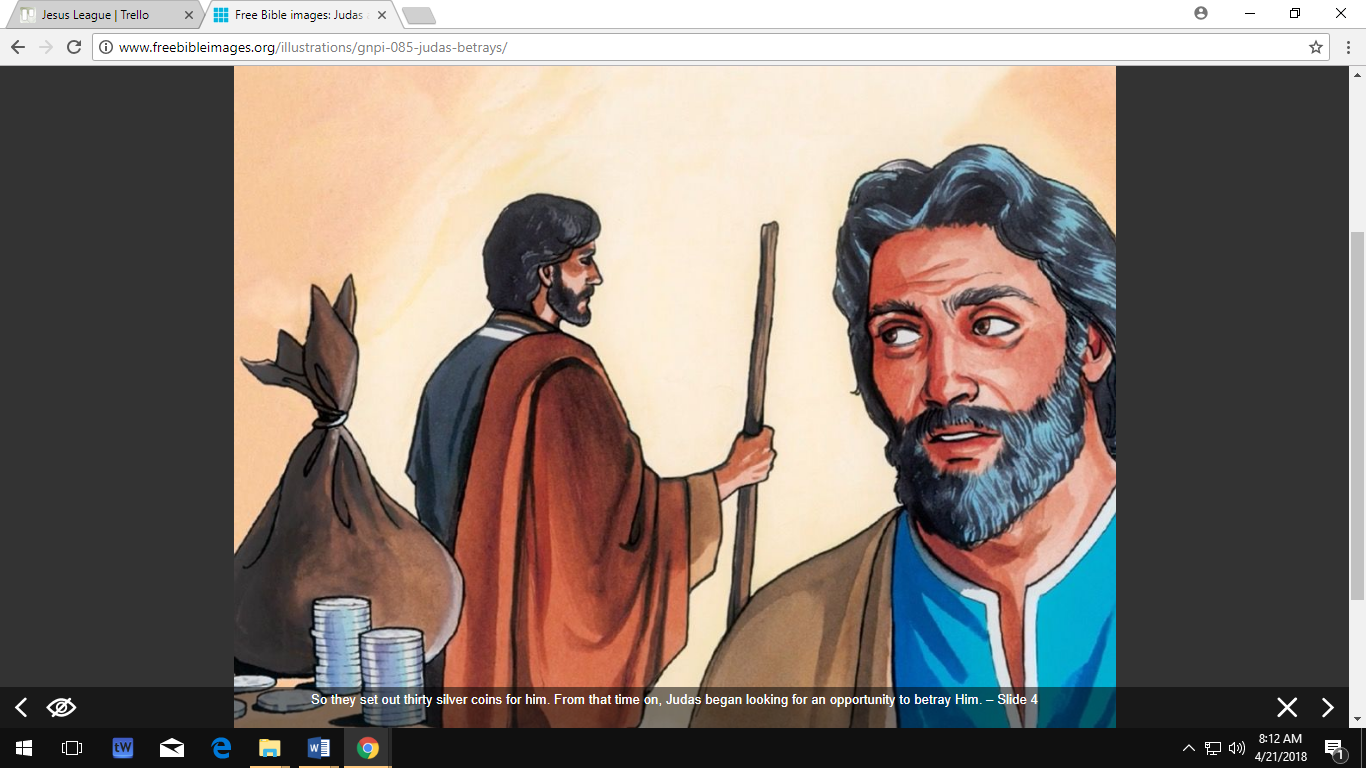 Jesus League | Trello
Free Bible images: Judas
www.freebibleimages.org/illustrations/gnpi-085-judas-betrays/
So they set out thirty silver coins for him. From that time on, Judas began looking for an opportunity to betray Him. – Slide 4
tW
W
8:12 AM
4/21/2018
1